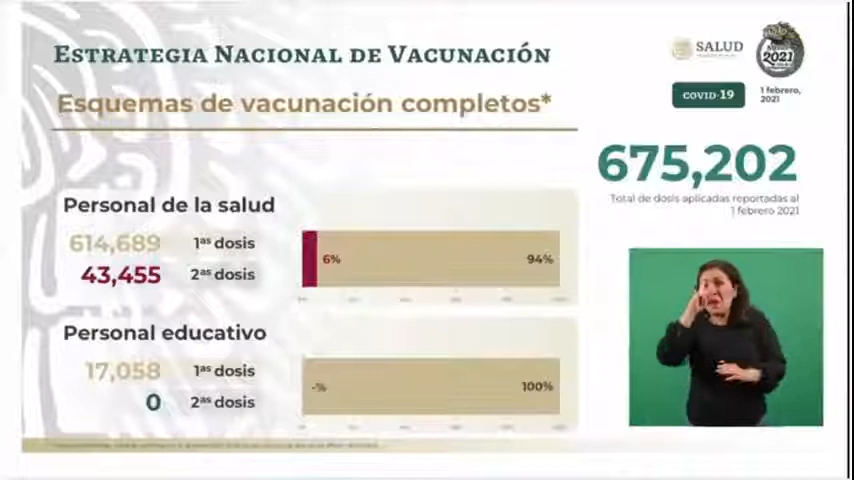 ESTRATEGIA NACIONAL DE VACUNACIÓN
Esquemas de vacunación completos*
SALUD
2021
COVID-19
1 febrero,
2021
675,202
Total de dosis aplicadas reportadas al
1 febrero 2021
Personal de la salud
614,689 1ᵃˢ dosis
43,455 2ᵃˢ dosis
6% 94%
Personal educativo
17,058 1ᵃˢ dosis
0 2ᵃˢ dosis
-% 100%